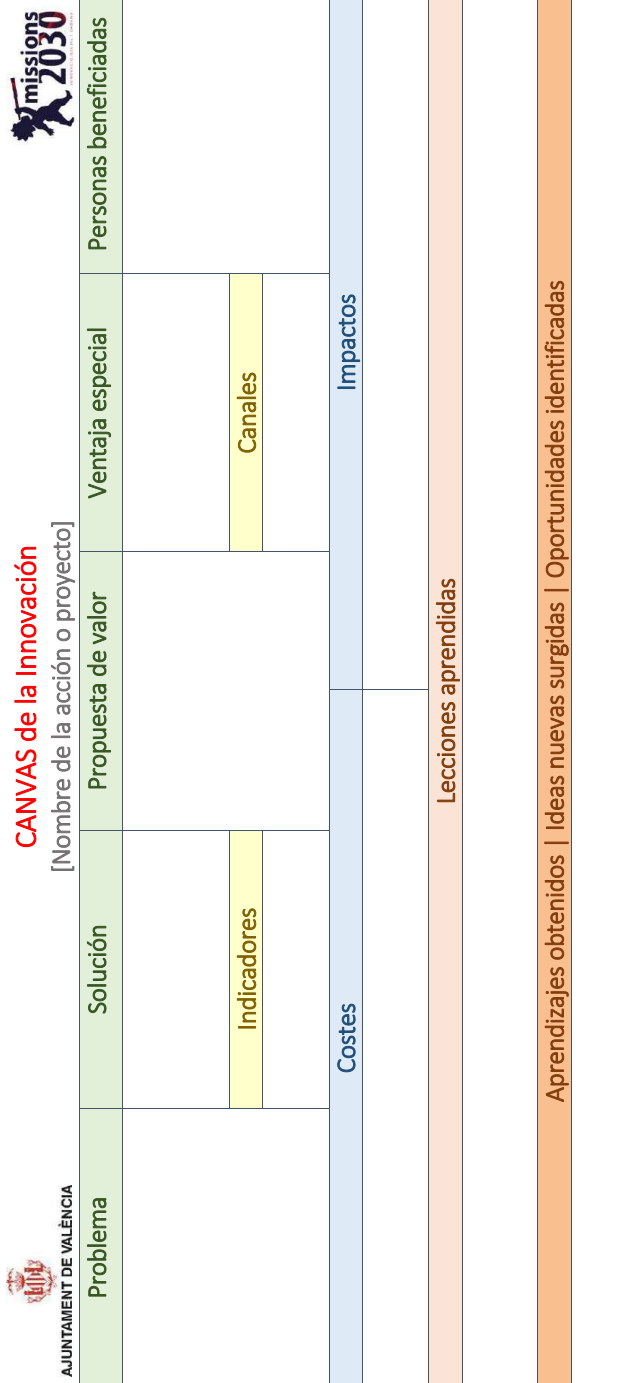 AJUNTAMENT DE VALÈNCIA
CANVAS de la Innovación
[Nombre de la acción o proyecto]
missions
2030
Problema
Solución
Propuesta de valor
Ventaja especial
Personas beneficiadas
Indicadores
Canales
Costes
Impactos
Lecciones aprendidas
Aprendizajes obtenidos | Ideas nuevas surgidas | Oportunidades identificadas